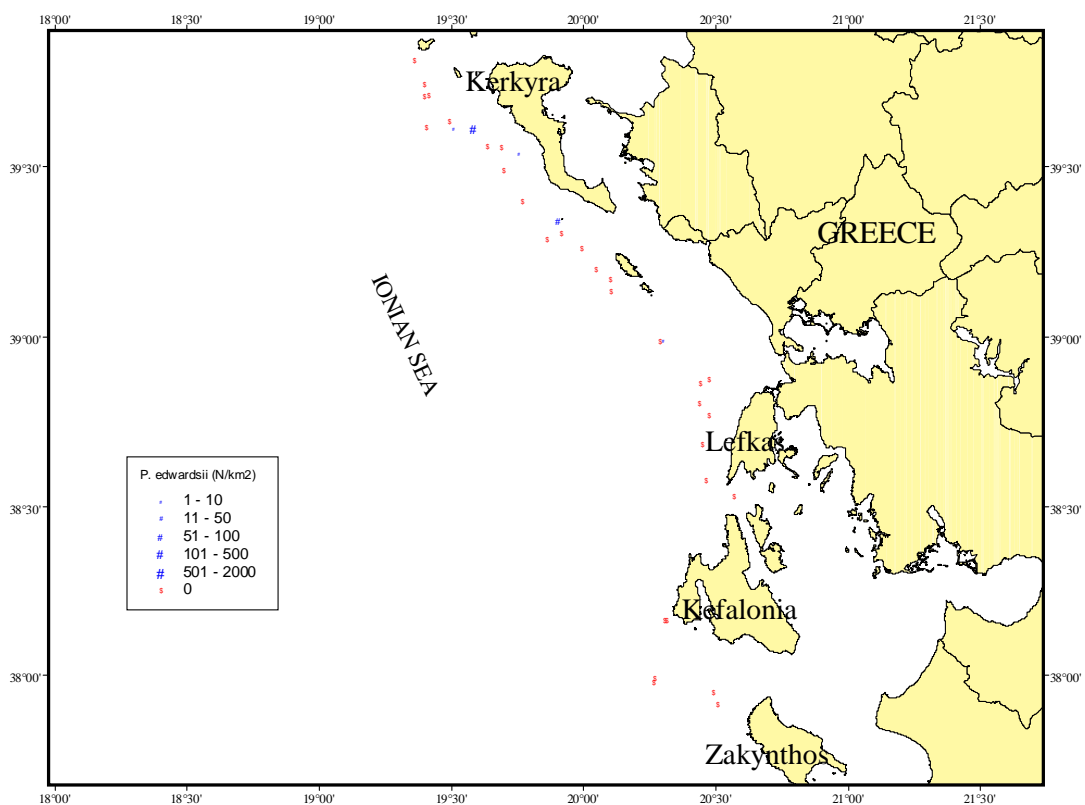 18°00' 18°30' 19°00' 19°30' 20°00' 20°30' 21°00' 21°30'
Kerkyra
39°30' 39°30'
GREECE
IONIAN SEA
39°00' 39°00'
Lefkas
P. edwardsii (N/km2)
# 1 - 10
# 11 - 50
# 51 - 100
# 101 - 500
# 501 - 2000
$ 0
38°30' 38°30'
Kefalonia
38°00' 38°00'
Zakynthos
18°00' 18°30' 19°00' 19°30' 20°00' 20°30' 21°00' 21°30'